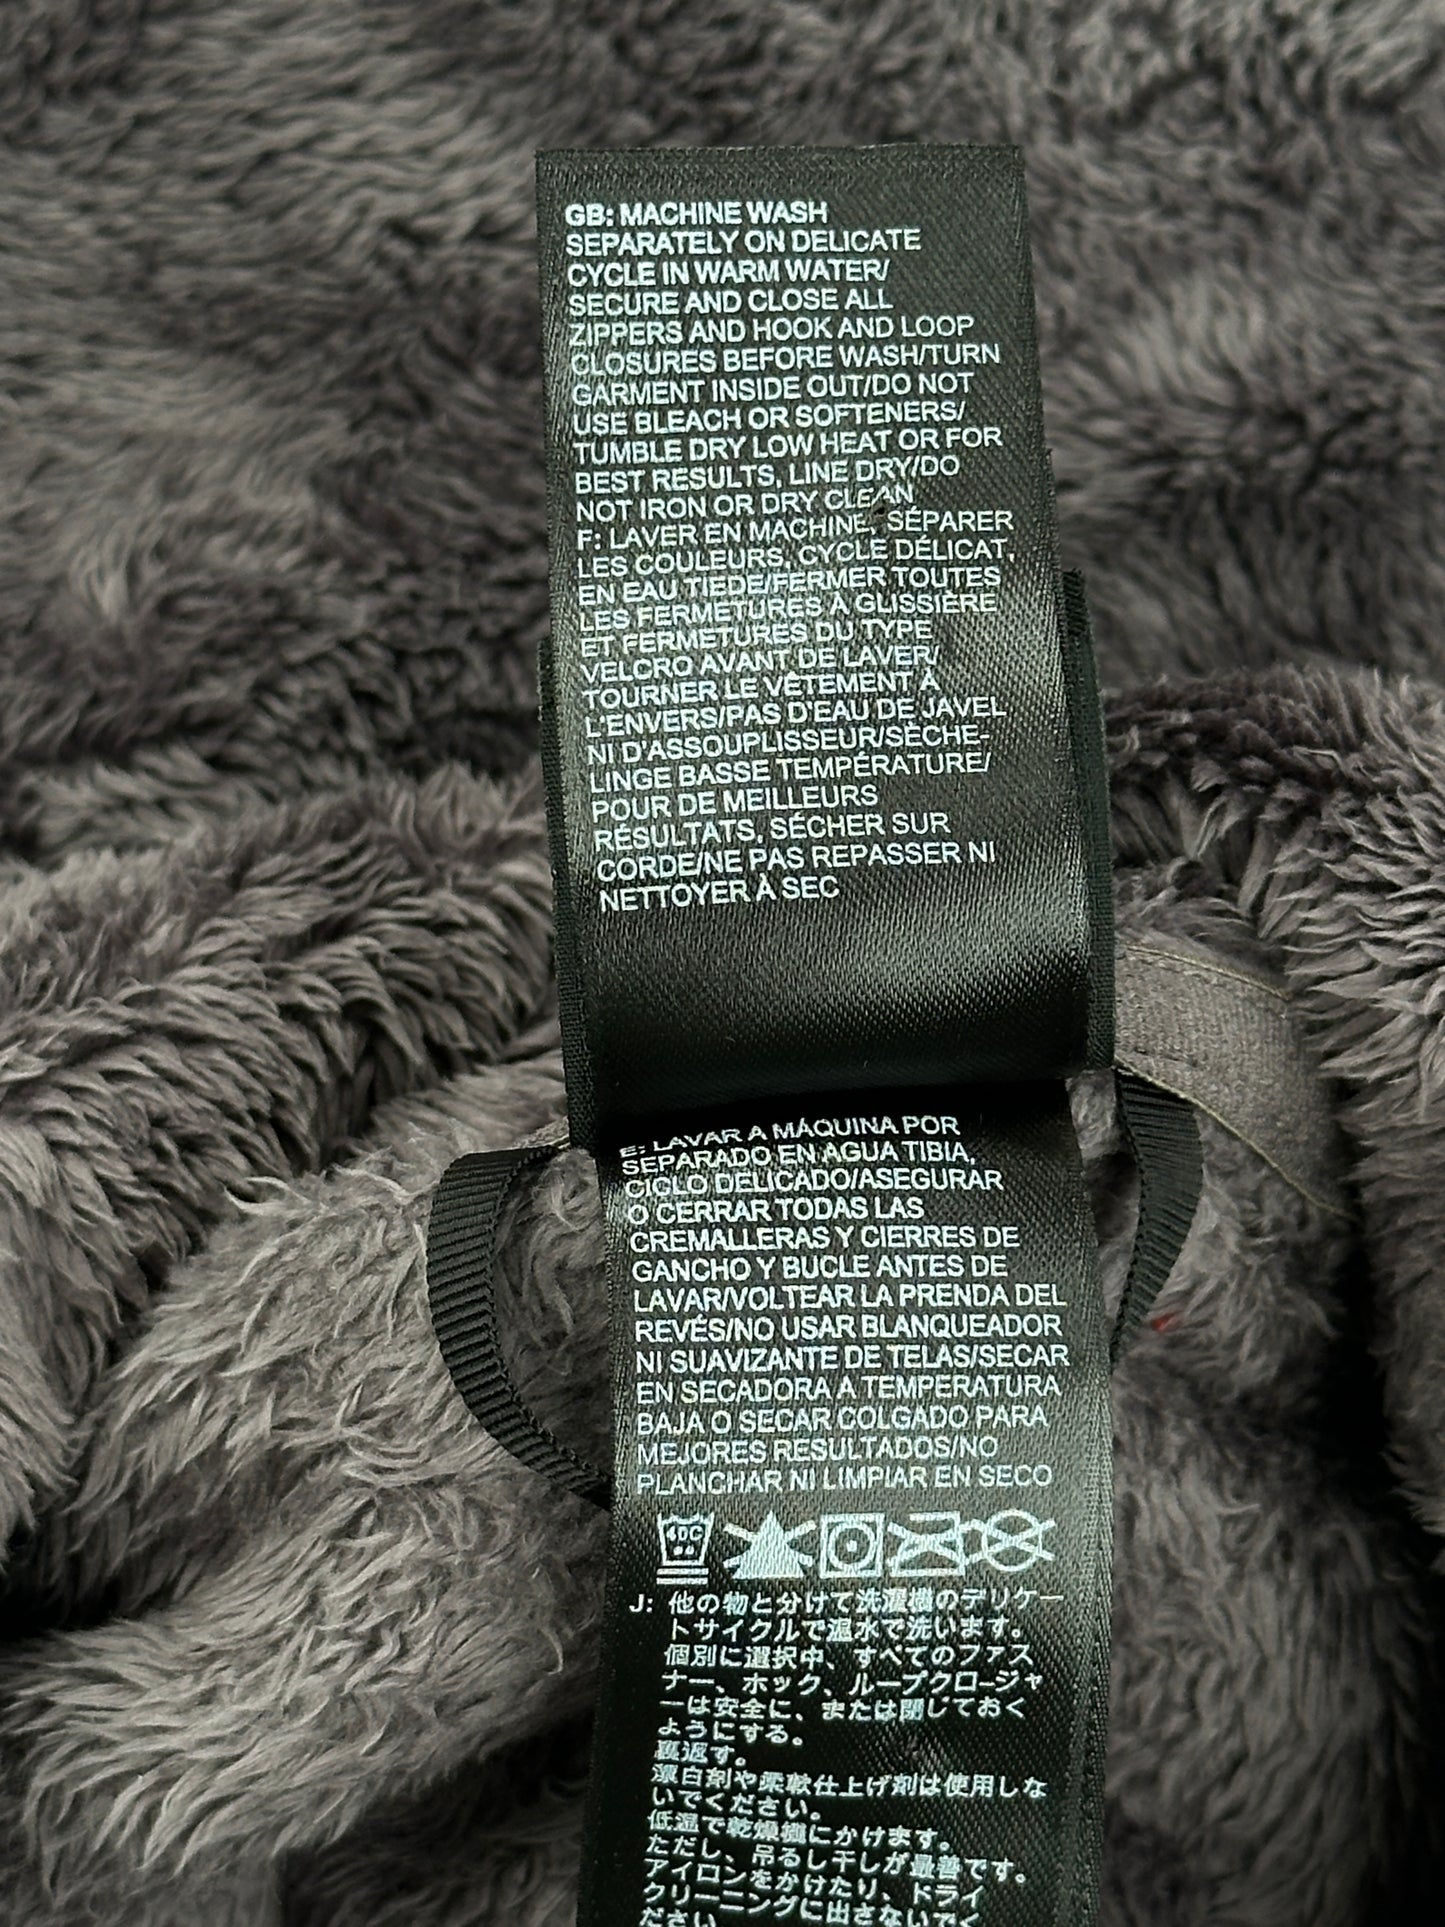 GB: MACHINE WASH
SEPARATELY ON DELICATE
CYCLE IN WARM WATER/
SECURE AND CLOSE ALL
ZIPPERS AND HOOK AND LOOP
CLOSURES BEFORE WASH/TURN
GARMENT INSIDE OUT/DO NOT
USE BLEACH OR SOFTENERS/
TUMBLE DRY LOW HEAT OR FOR
BEST RESULTS, LINE DRY/DO
NOT IRON OR DRY CLEAN
F: LAVER EN MACHINE, SÉPARER
LES COULEURS, CYCLE DÉLICAT,
EN EAU TIEDE/FERMER TOUTES
LES FERMETURES À GLISSIÈRE
ET FERMETURES DU TYPE
VELCRO AVANT DE LAVER/
TOURNER LE VÊTEMENT À
L'ENVERS/PAS D'EAU DE JAVEL
NI D'ASSOUPLISSEUR/SÈCHE-
LINGE BASSE TEMPÉRATURE/
POUR DE MEILLEURS
RÉSULTATS, SÉCHER SUR
CORDE/NE PAS REPASSER NI
NETTOYER À SEC
E: LAVAR A MÁQUINA POR
SEPARADO EN AGUA TIBIA,
CICLO DELICADO/ASEGURAR
O CERRAR TODAS LAS
CREMALLERAS Y CIERRES DE
GANCHO Y BUCLE ANTES DE
LAVAR/VOLTEAR LA PRENDA DEL
REVÉS/NO USAR BLANQUEADOR
NI SUAVIZANTE DE TELAS/SECAR
EN SECADORA A TEMPERATURA
BAJA O SECAR COLGADO PARA
MEJORES RESULTADOS/NO
PLANCHAR NI LIMPIAR EN SECO
40C
J: 他の物と分けて洗濯機のデリケー
トサイクルで温水で洗います。
個別に選択中、すべてのファス
ナー、ホック、ループクロージャ
ーは安全に、または閉じておく
ようにする。
裏返す。
漂白剤や柔軟仕上げ剤は使用しな
いでください。
低温で乾燥機にかけます。
ただし、吊るし干しが最善です。
アイロンをかけたり、ドライ
クリーニングに出さないでく
ださい